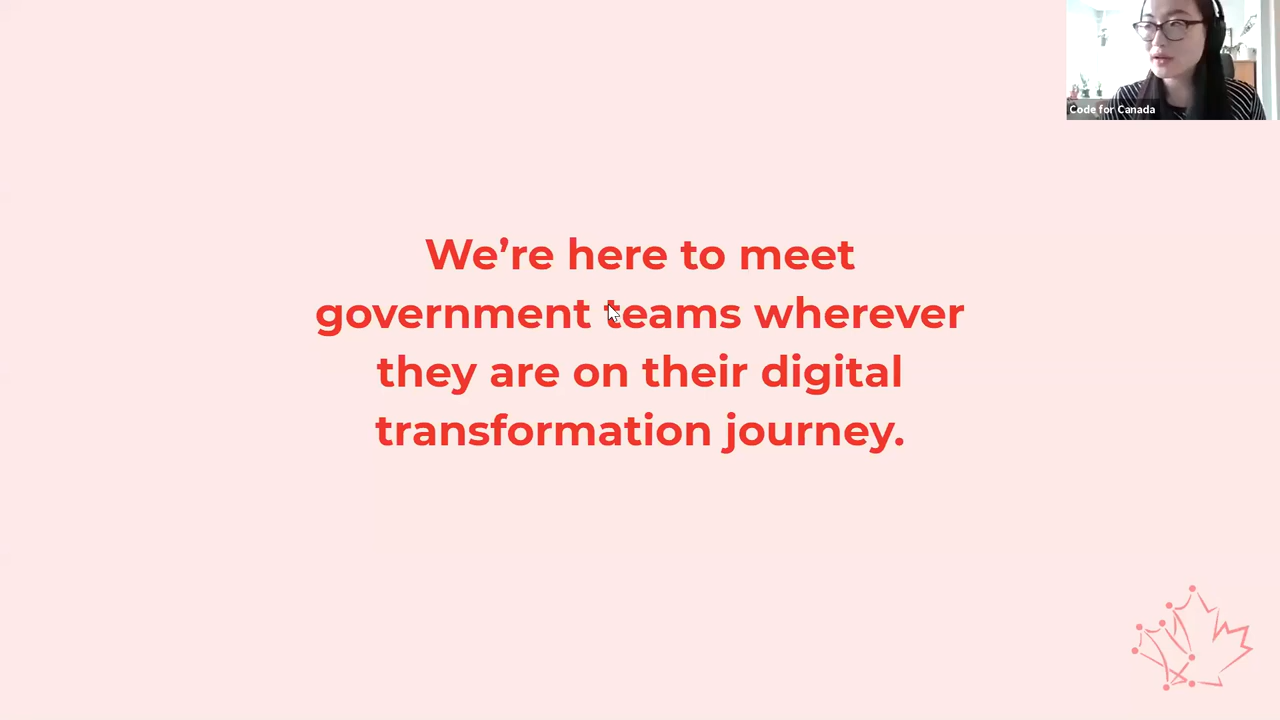 Code for Canada
We’re here to meet
government teams wherever
they are on their digital
transformation journey.